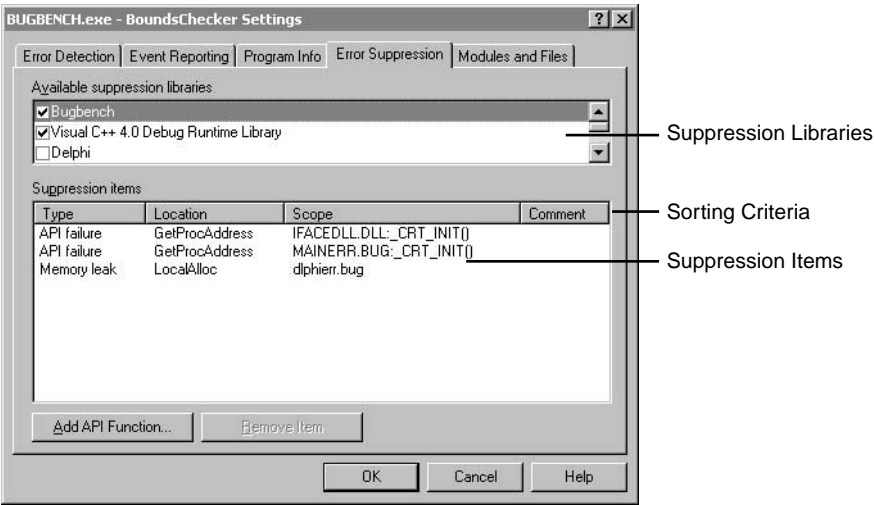 BUGBENCH.exe - BoundsChecker Settings
Error Detection Event Reporting Program Info Error Suppression Modules and Files
Available suppression libraries
Bugbench
Visual C++ 4.0 Debug Runtime Library
Delphi
Suppression Libraries
Suppression items
Type Location Scope Comment
Sorting Criteria
API failure GetProcAddress IFACEDLL.DLL:_CRT_INIT()
API failure GetProcAddress MAINERR.BUG:_CRT_INIT()
Memory leak LocalAlloc dlphierr.bug
Suppression Items
Add API Function... Remove Item
OK Cancel Help